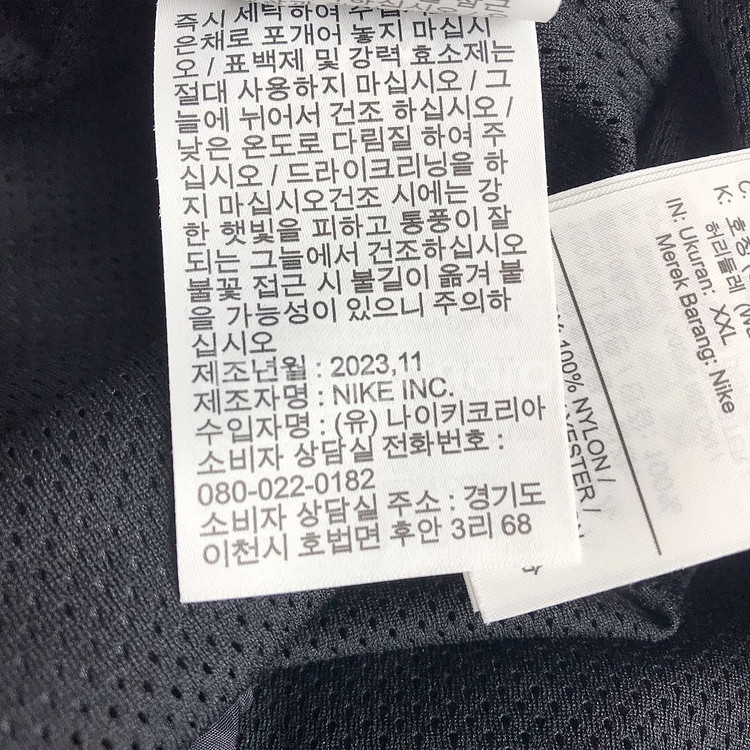 즉시 세탁하여 주십
은채로 포개어 놓지 마십시
오 / 표백제 및 강력 효소제는
절대 사용하지 마십시오 / 그
늘에 뉘어서 건조 하십시오 /
낮은 온도로 다림질 하여 주
십시오 / 드라이크리닝을 하
지 마십시오건조 시에는 강
한 햇빛을 피하고 통풍이 잘
되는 그늘에서 건조하십시오
불꽃 접근 시 불길이 옮겨 붙
을 가능성이 있으니 주의하
십시오
제조년월 : 2023,11
제조자명 : NIKE INC.
수입자명 : (유) 나이키코리아
소비자 상담실 전화번호 :
080-022-0182
소비자 상담실 주소 : 경기도
이천시 호법면 후안 3리 68
K: 호칭
허리둘레
IN: Ukuran: XXL
Merek Barang: Nike
100% NYLON /